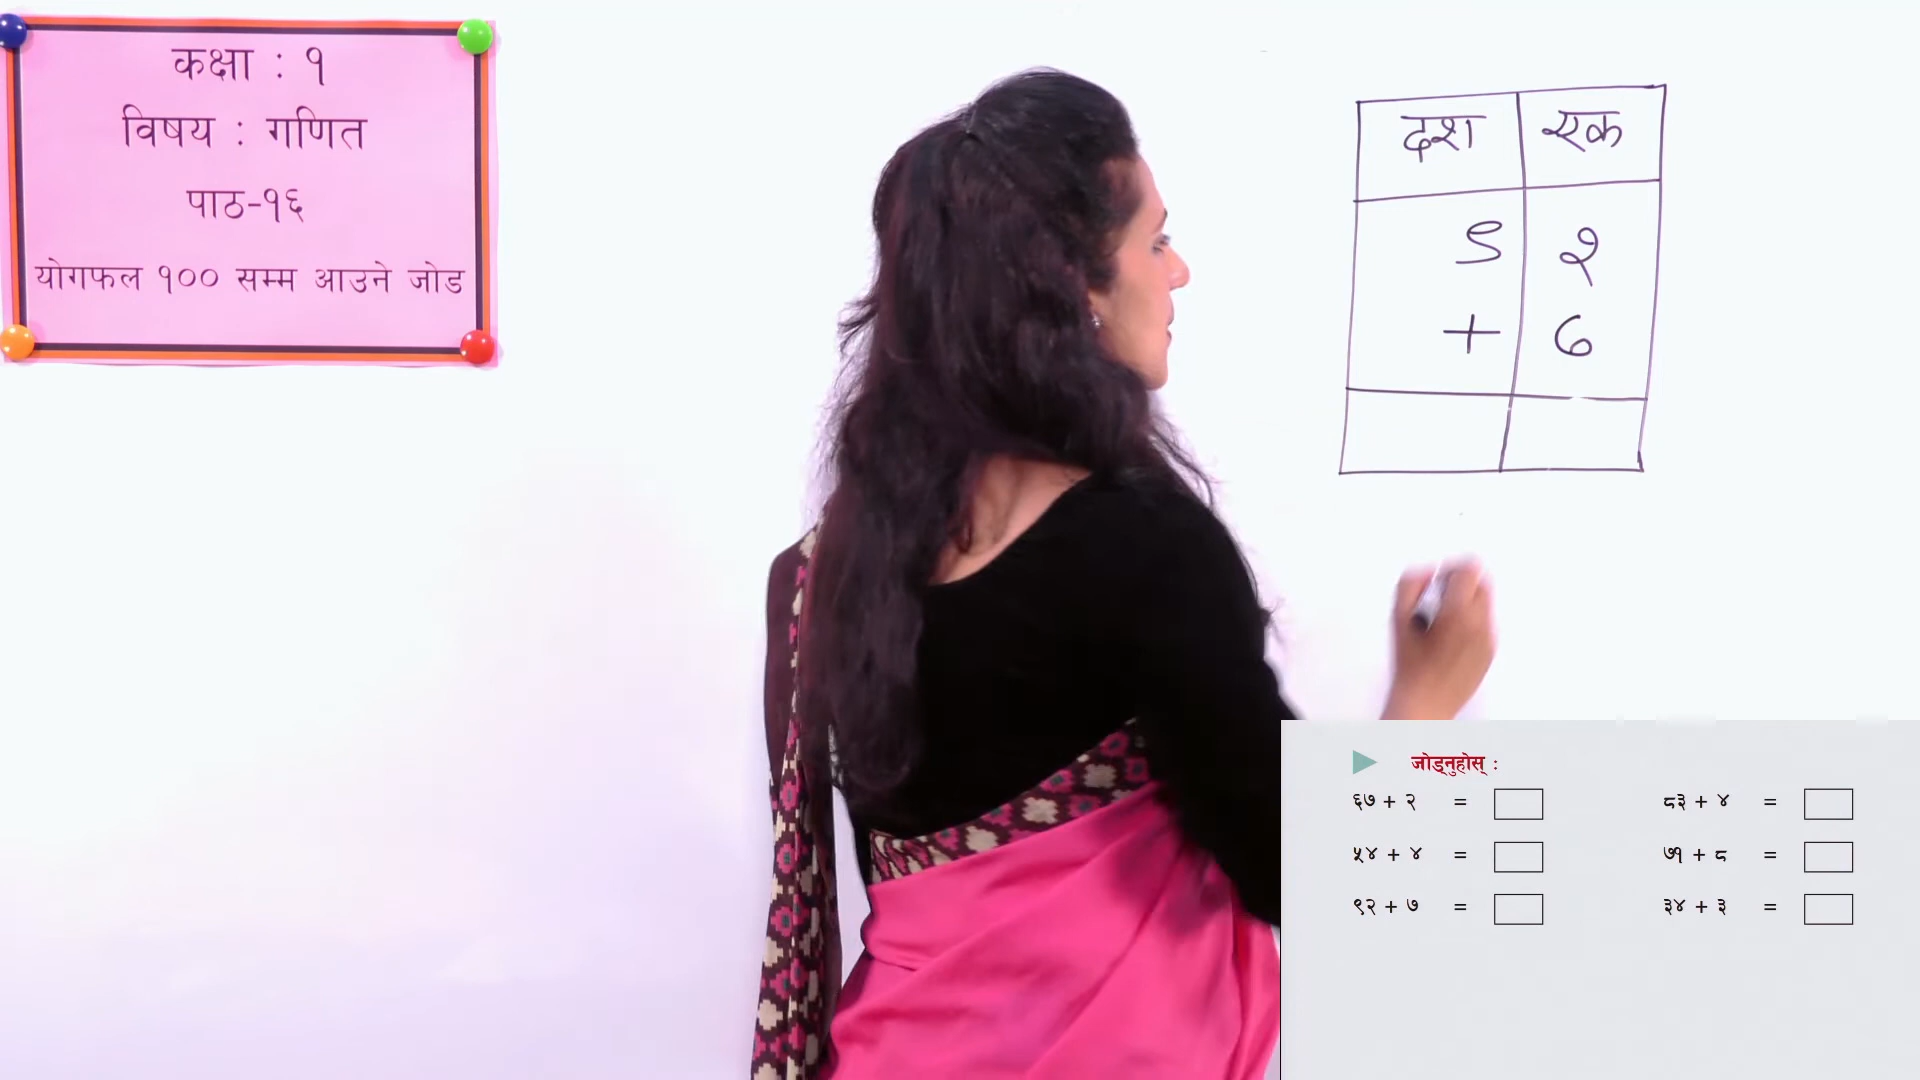 कक्षा : १
विषय : गणित
पाठ-१६
योगफल १०० सम्म आउने जोड
दश एक
९ २
+ ७
जोड्नुहोस् :
६७ + २ =
८३ + ४ =
५४ + ४ =
७१ + ८ =
९२ + ७ =
३४ + ३ =